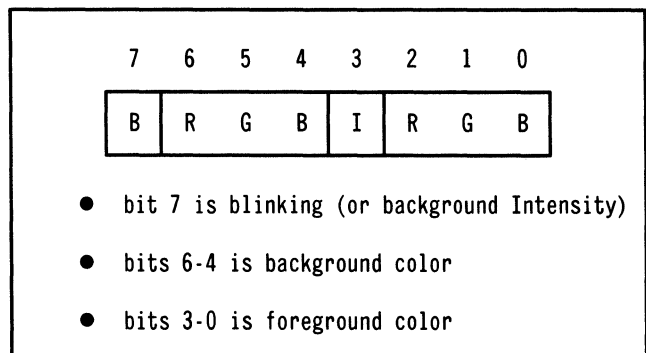 7 6 5 4 3 2 1 0
B R G B I R G B
● bit 7 is blinking (or background Intensity)
● bits 6-4 is background color
● bits 3-0 is foreground color